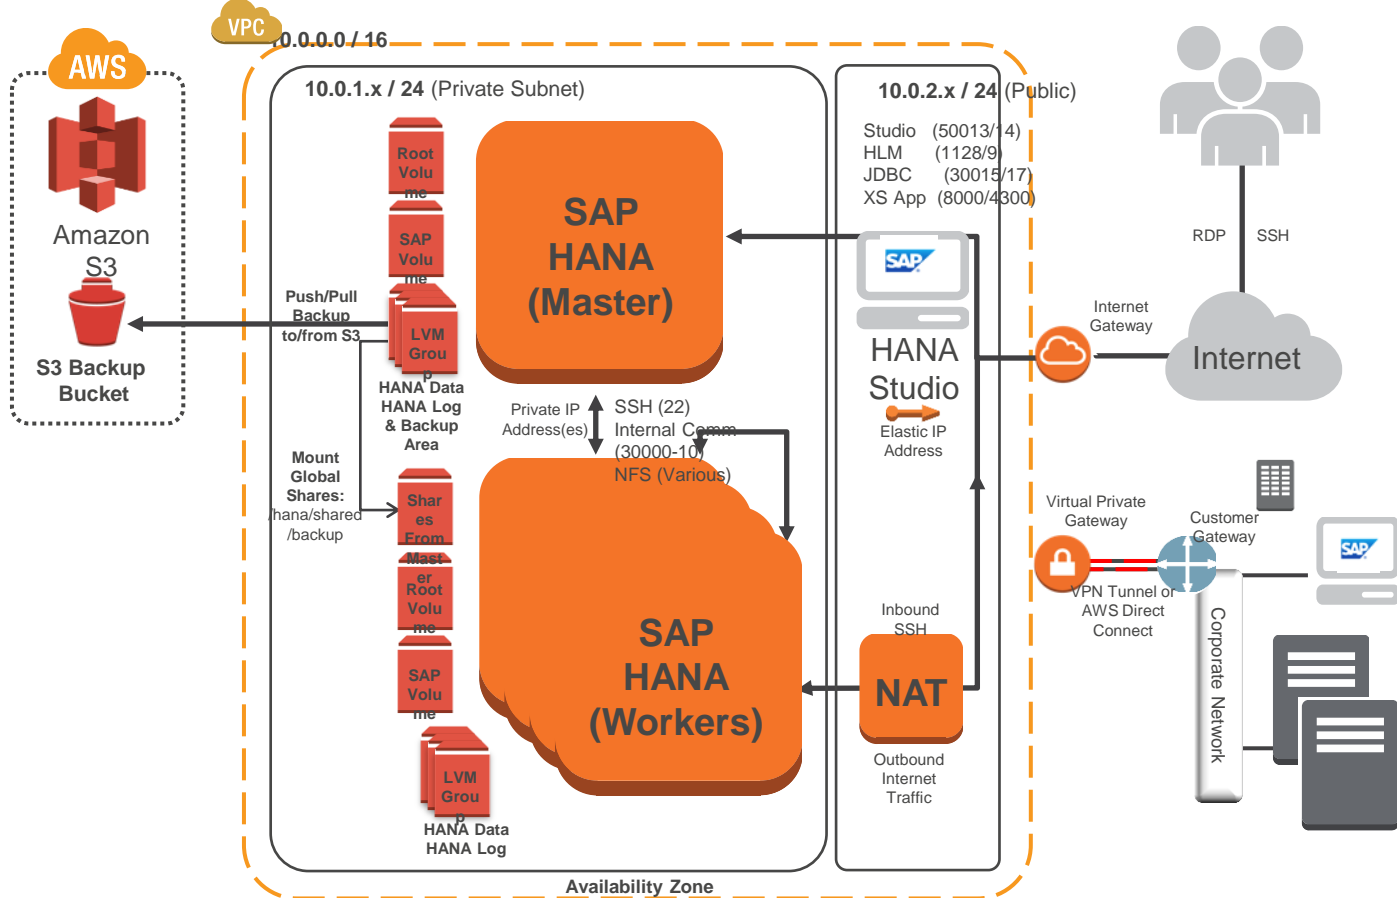 VPC
10.0.0.0 / 16
AWS
Amazon
S3
S3 Backup
Bucket
10.0.1.x / 24 (Private Subnet)
Root
Volu
me
SAP
Volu
me
LVM
Grou
p
HANA Data
HANA Log
& Backup
Area
Push/Pull
Backup
to/from S3
Mount
Global
Shares:
/hana/shared
/backup
SAP
HANA
(Master)
Private IP
Address(es)
SSH (22)
Internal Comm
(30000-10)
NFS (Various)
Shar
es
From
Mast
er
Root
Volu
me
SAP
Volu
me
LVM
Grou
p
HANA Data
HANA Log
SAP
HANA
(Workers)
Availability Zone
10.0.2.x / 24 (Public)
Studio (50013/14)
HLM (1128/9)
JDBC (30015/17)
XS App (8000/4300)
SAP
HANA
Studio
Elastic IP
Address
Inbound
SSH
NAT
Outbound
Internet
Traffic
RDP
SSH
Internet
Gateway
Internet
Virtual Private
Gateway
Customer
Gateway
VPN Tunnel or
AWS Direct
Connect
SAP
Corporate Network